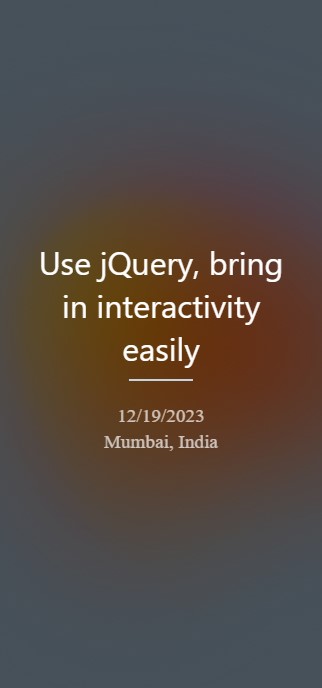 Use jQuery, bring
in interactivity
easily
12/19/2023
Mumbai, India